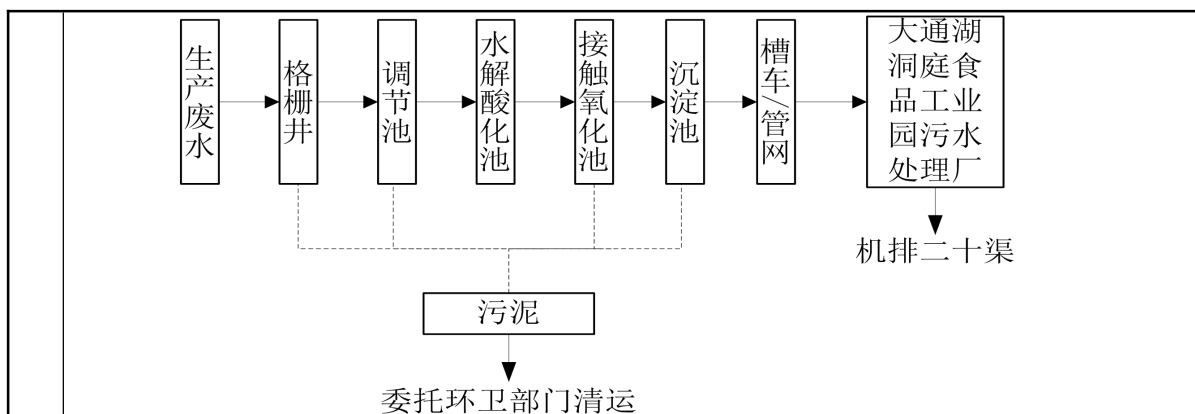 生产废水
格栅井
调节池
水解酸化池
接触氧化池
沉淀池
槽车/管网
大通湖
洞庭食
品工业
园污水
处理厂
机排二十渠
污泥
委托环卫部门清运